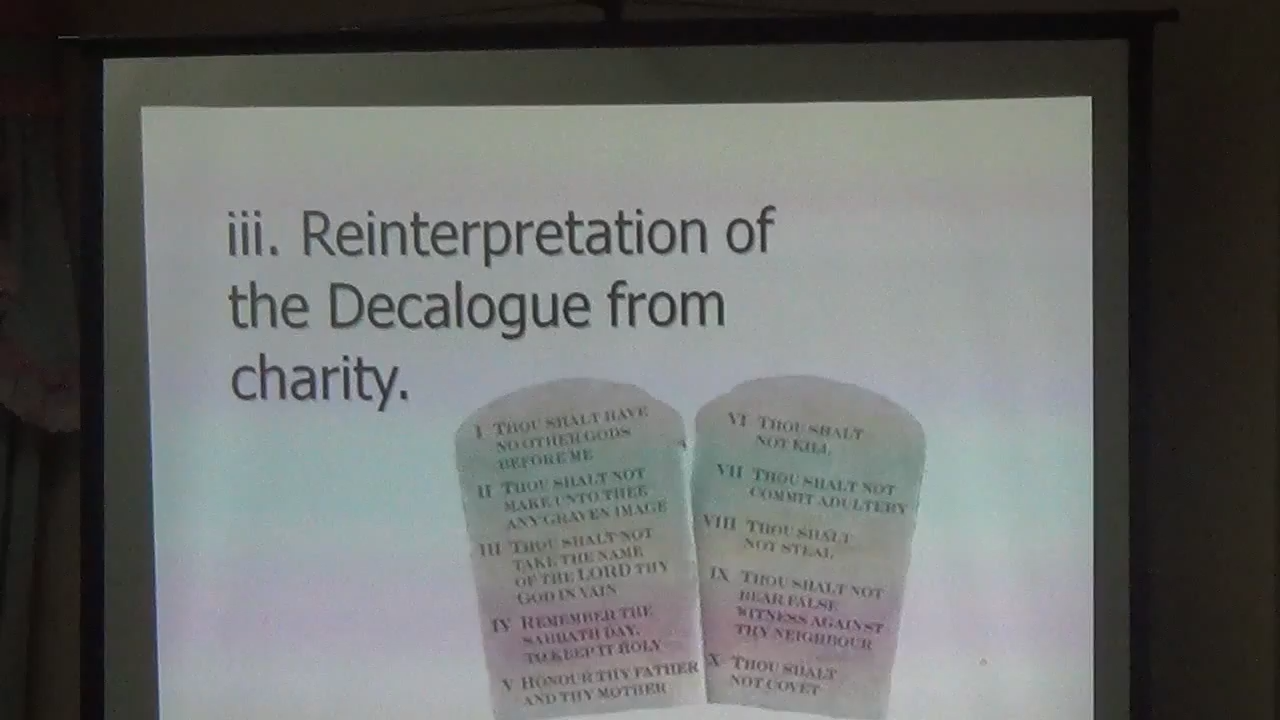 iii. Reinterpretation of
the Decalogue from
charity.
I THOU SHALT HAVE
NO OTHER GODS
BEFORE ME
II THOU SHALT NOT
MAKE UNTO THEE
ANY GRAVEN IMAGE
III THOU SHALT NOT
TAKE THE NAME
OF THE LORD THY
GOD IN VAIN
IV REMEMBER THE
SABBATH DAY,
TO KEEP IT HOLY
V HONOUR THY FATHER
AND THY MOTHER
VI THOU SHALT
NOT KILL
VII THOU SHALT NOT
COMMIT ADULTERY
VIII THOU SHALT
NOT STEAL
IX THOU SHALT NOT
BEAR FALSE
WITNESS AGAINST
THY NEIGHBOUR
X THOU SHALT
NOT COVET